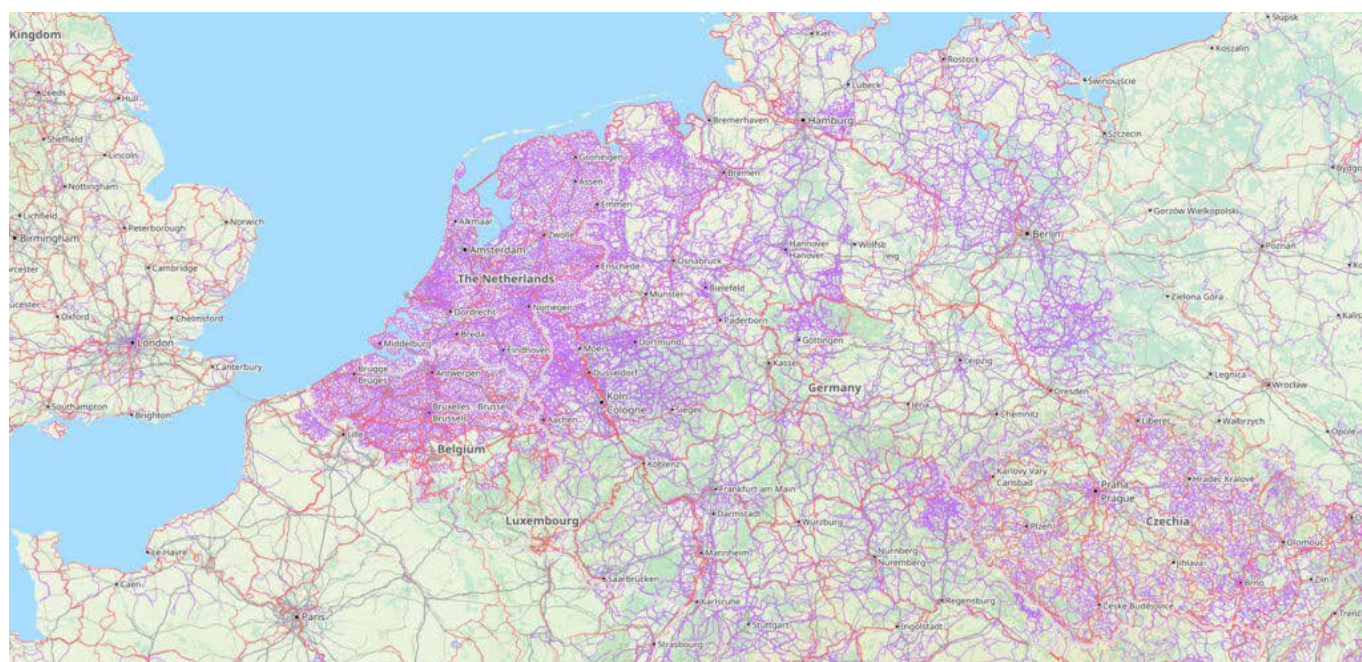 Kingdom
Słupsk
Kiel
Koszalin
Rostock
Leeds
Hull
Lübeck
Świnoujście
Sheffield
Bremerhaven
Hamburg
Szczecin
Lincoln
Groningen
Assen
Bremen
Nottingham
Emmen
Lichfield
Norwich
Alkmaar
Gorzów Wielkopolski
Birmingham
Peterborough
Zwolle
Berlin
Amsterdam
Hannover
Hanover
Wolfsb
eig
Poznań
Cambridge
Enschede
Osnabrück
The Netherlands
Bielefeld
Münster
Zielona Góra
Oxford
Chelmsford
Dordrecht
Nijmegen
Paderborn
Kalis
London
Middelburg
Breda
Eindhoven
Moers
Dortmund
Göttingen
Canterbury
Brugge
Bruges
Antwerpen
Düsseldorf
Kassel
Leipzig
Legnica
Germany
Dresden
Wrocław
Southampton
Brighton
Bruxelles
Brussel
Brussels
Köln
Cologne
Siegen
Jena
Chemnitz
Aachen
Liberec
Wałbrzych
Lille
Belgium
Opole
Koblenz
Karlovy Vary
Carlsbad
Hradec Králové
Frankfurt am Main
Praha
Prague
Darmstadt
Luxembourg
Würzburg
Plzeň
Czechia
Le Havre
Mannheim
Nürnberg
Nuremberg
Olomouc
Jihlava
Caen
Saarbrücken
Brno
Zlín
Karlsruhe
Regensburg
České Budějovice
Paris
Stuttgart
Ingolstadt
Strasbourg